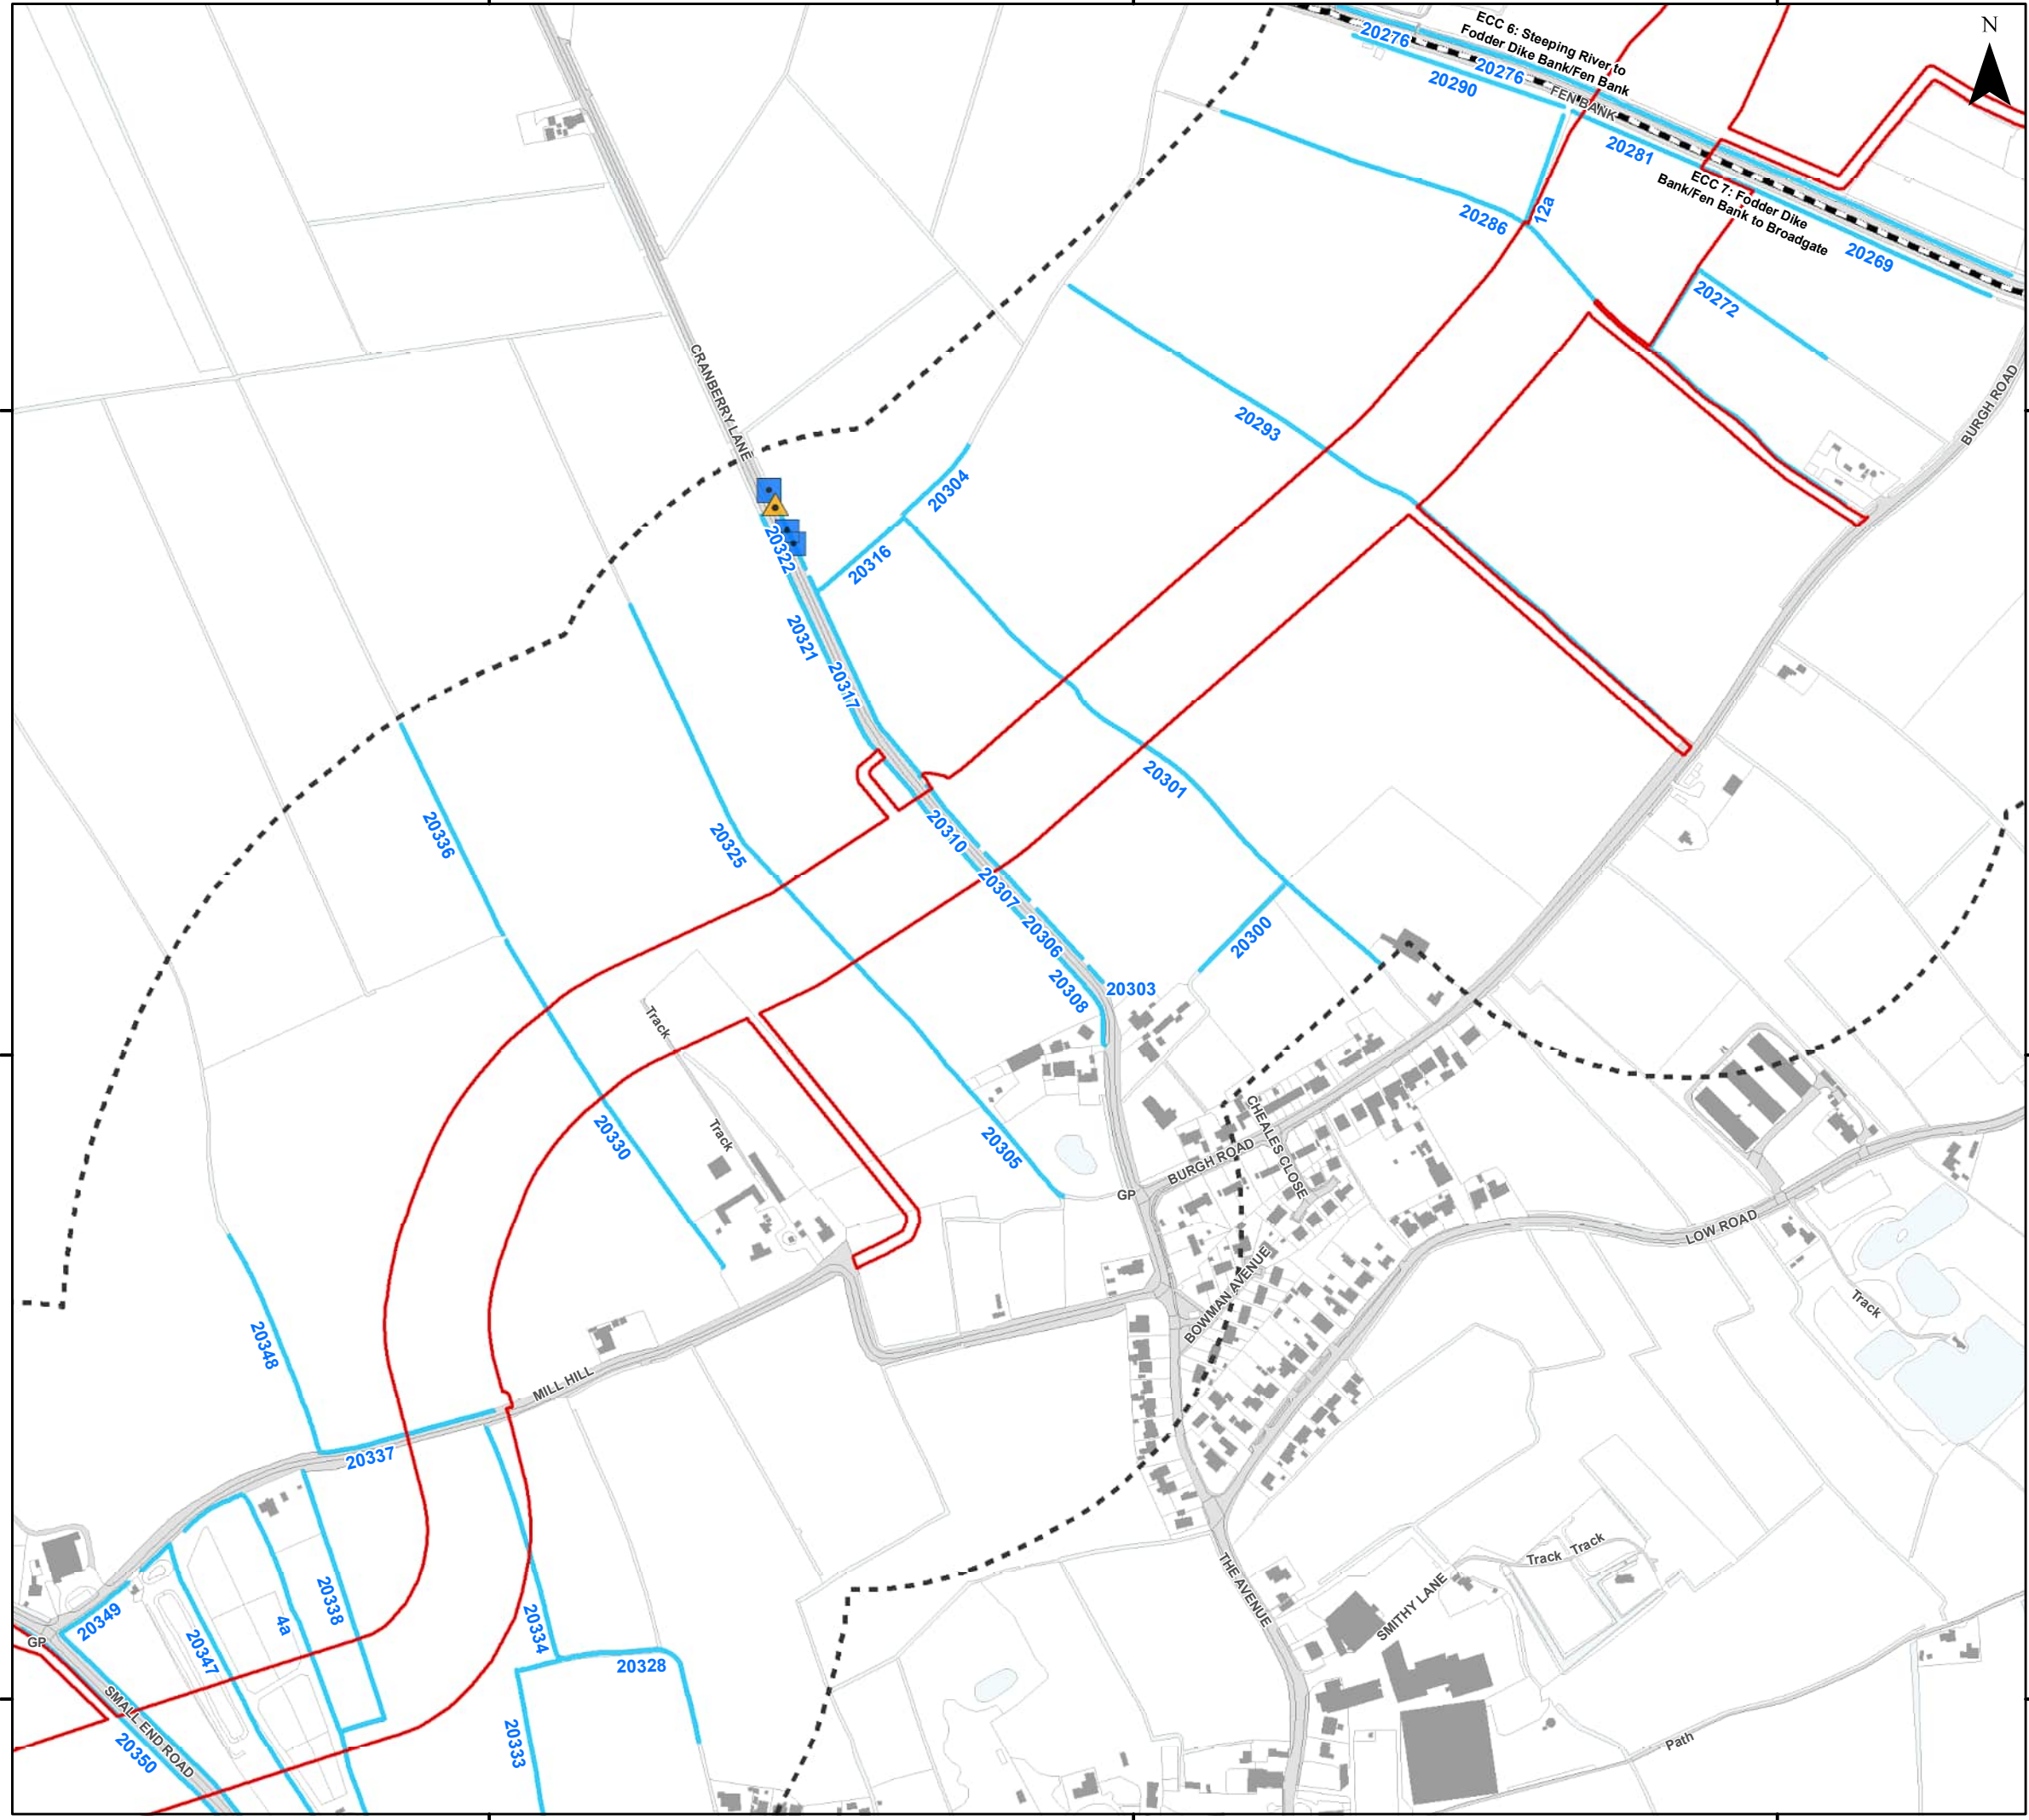 N
ECC 6: Steeping River to
Fodder Dike Bank/Fen Bank
20276
20276
20290
FEN BANK
20281
ECC 7: Fodder Dike
Bank/Fen Bank to Broadgate
12a
20286
20269
20272
CRANBERRY LANE
BURGH ROAD
20293
20304
20322
20316
20321
20317
20301
20310
20336
20325
20307
20306
20300
20308
20303
Track
Track
20330
20305
CHEALES CLOSE
BURGH ROAD
GP
LOW ROAD
BOWMAN AVENUE
Track
20348
MILL HILL
20337
THE AVENUE
Track
Track
SMITHY LANE
20349
20338
4a
20347
20334
GP
20328
SMALL END ROAD
20350
20333
Path